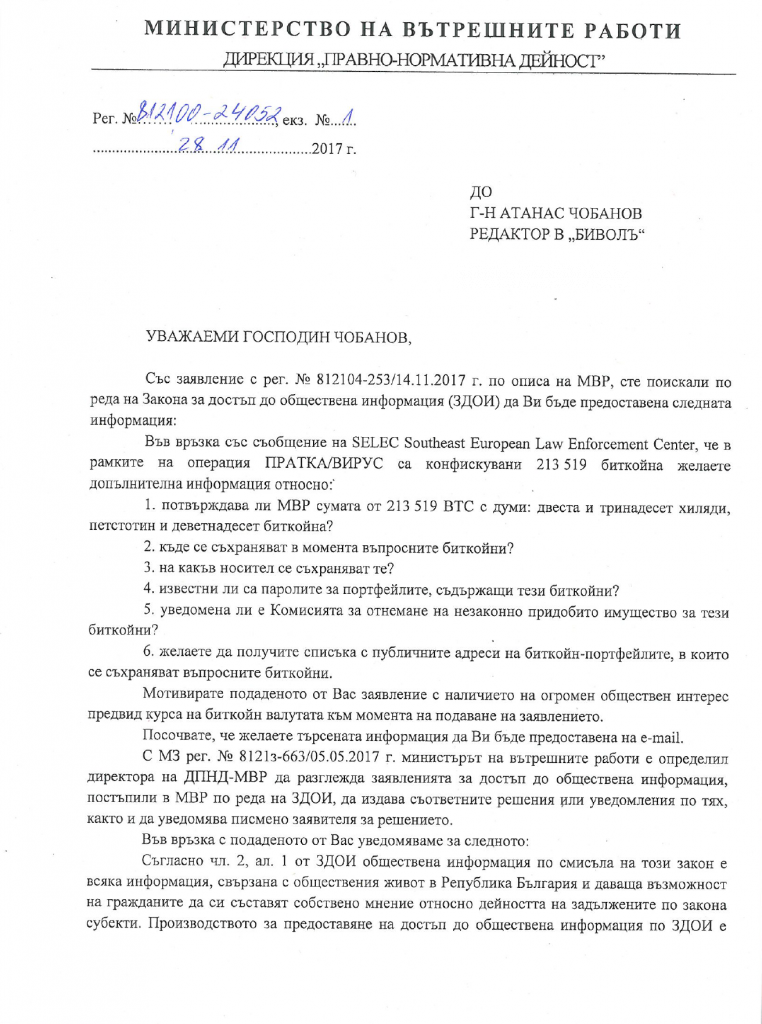 МИНИСТЕРСТВО НА ВЪТРЕШНИТЕ РАБОТИ
ДИРЕКЦИЯ „ПРАВНО-НОРМАТИВНА ДЕЙНОСТ”
Рег. № 812100-24052, екз. № 1
28 11 2017 г.
ДО
Г-Н АТАНАС ЧОБАНОВ
РЕДАКТОР В „БИВОЛЪ“
УВАЖАЕМИ ГОСПОДИН ЧОБАНОВ,
Със заявление с рег. № 812104-253/14.11.2017 г. по описа на МВР, сте поискали по
реда на Закона за достъп до обществена информация (ЗДОИ) да Ви бъде предоставена следната
информация:
Във връзка със съобщение на SELEC Southeast European Law Enforcement Center, че в
рамките на операция ПРАТКА/ВИРУС са конфискувани 213 519 биткойна желаете
допълнителна информация относно:
1. потвърждава ли МВР сумата от 213 519 BTC с думи: двеста и тринадесет хиляди,
петстотин и деветнадесет биткойна?
2. къде се съхраняват в момента въпросните биткойни?
3. на какъв носител се съхраняват те?
4. известни ли са паролите за портфейлите, съдържащи тези биткойни?
5. уведомена ли е Комисията за отнемане на незаконно придобито имущество за тези
биткойни?
6. желаете да получите списъка с публичните адреси на биткойн-портфейлите, в които
се съхраняват въпросните биткойни.
Мотивирате подаденото от Вас заявление с наличието на огромен обществен интерес
предвид курса на биткойн валутата към момента на подаване на заявлението.
Посочвате, че желаете търсената информация да Ви бъде предоставена на e-mail.
С МЗ рег. № 8121з-663/05.05.2017 г. министърът на вътрешните работи е определил
директора на ДПНД-МВР да разглежда заявленията за достъп до обществена информация,
постъпили в МВР по реда на ЗДОИ, да издава съответните решения или уведомления по тях,
както и да уведомява писмено заявителя за решението.
Във връзка с подаденото от Вас уведомяваме за следното:
Съгласно чл. 2, ал. 1 от ЗДОИ обществена информация по смисъла на този закон е
всяка информация, свързана с обществения живот в Република България и даваща възможност
на гражданите да си съставят собствено мнение относно дейността на задължените по закона
субекти. Производството за предоставяне на достъп до обществена информация по ЗДОИ е